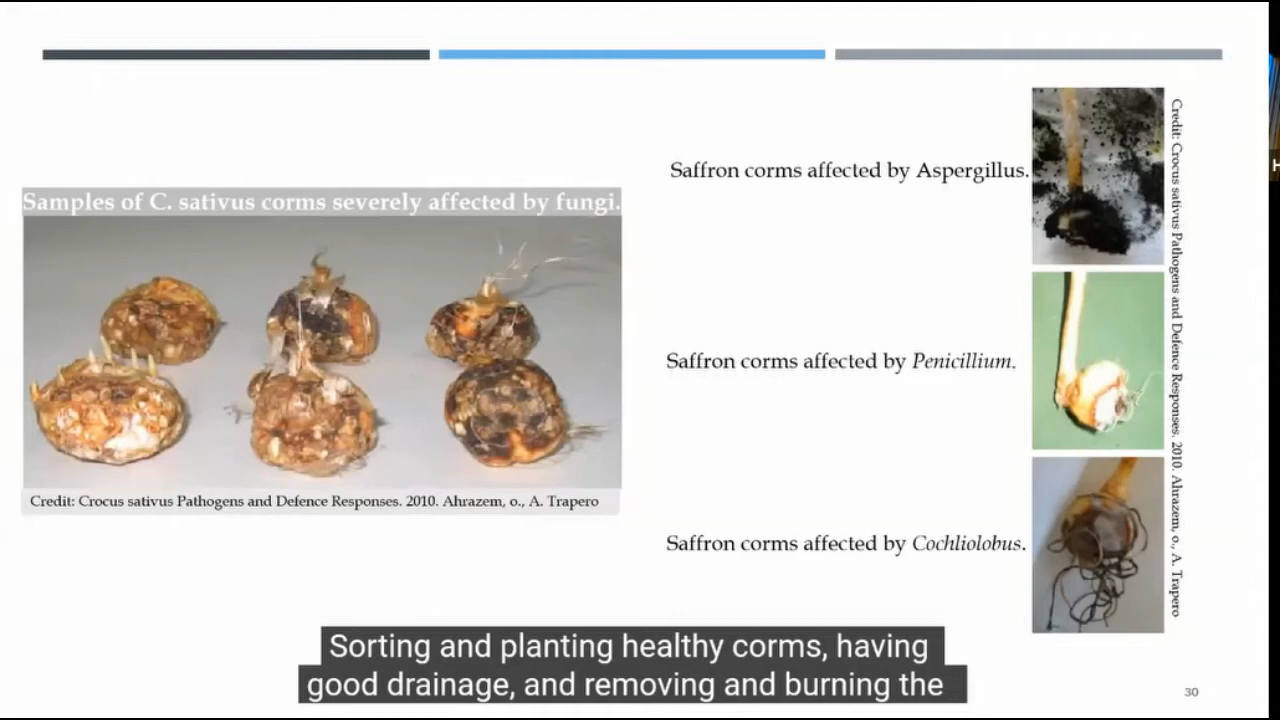 Samples of C. sativus corms severely affected by fungi.
Credit: Crocus sativus Pathogens and Defence Responses. 2010. Ahrazem, o., A. Trapero
Saffron corms affected by Aspergillus.
Saffron corms affected by Penicillium.
Saffron corms affected by Cochliolobus.
Credit: Crocus sativus Pathogens and Defence Responses. 2010. Ahrazem, o., A. Trapero
Sorting and planting healthy corms, having
good drainage, and removing and burning the
30
H